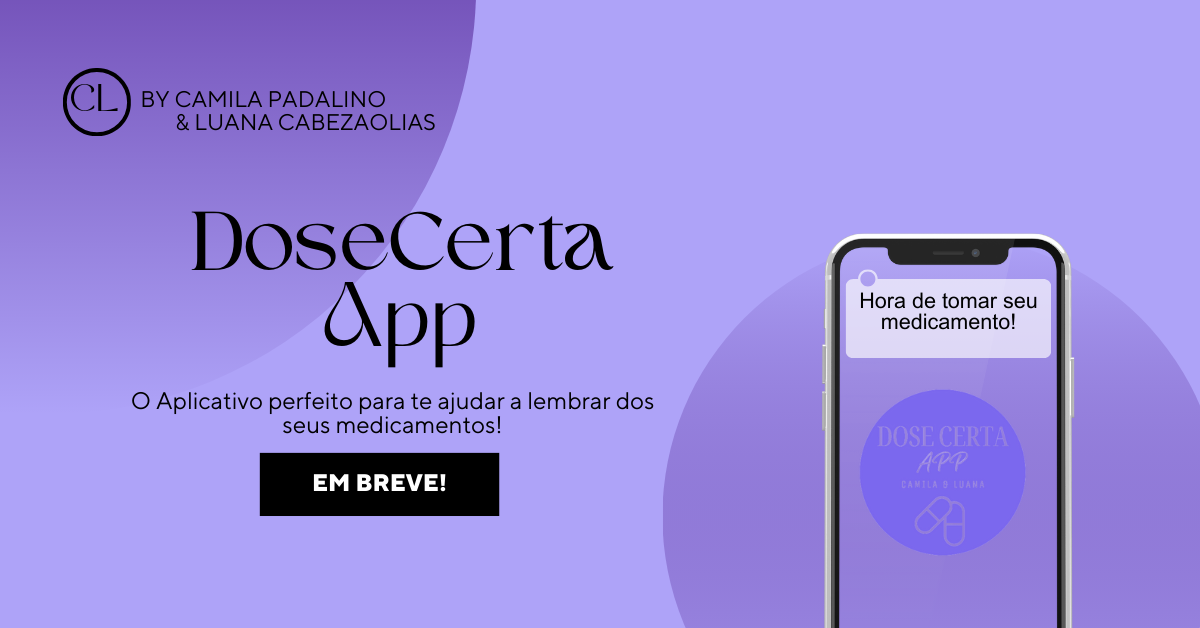 CL
BY CAMILA PADALINO
& LUANA CABEZAOLIAS
DoseCerta
App
O Aplicativo perfeito para te ajudar a lembrar dos
seus medicamentos!
EM BREVE!
Hora de tomar seu
medicamento!
DOSE CERTA
APP
CAMILA & LUANA